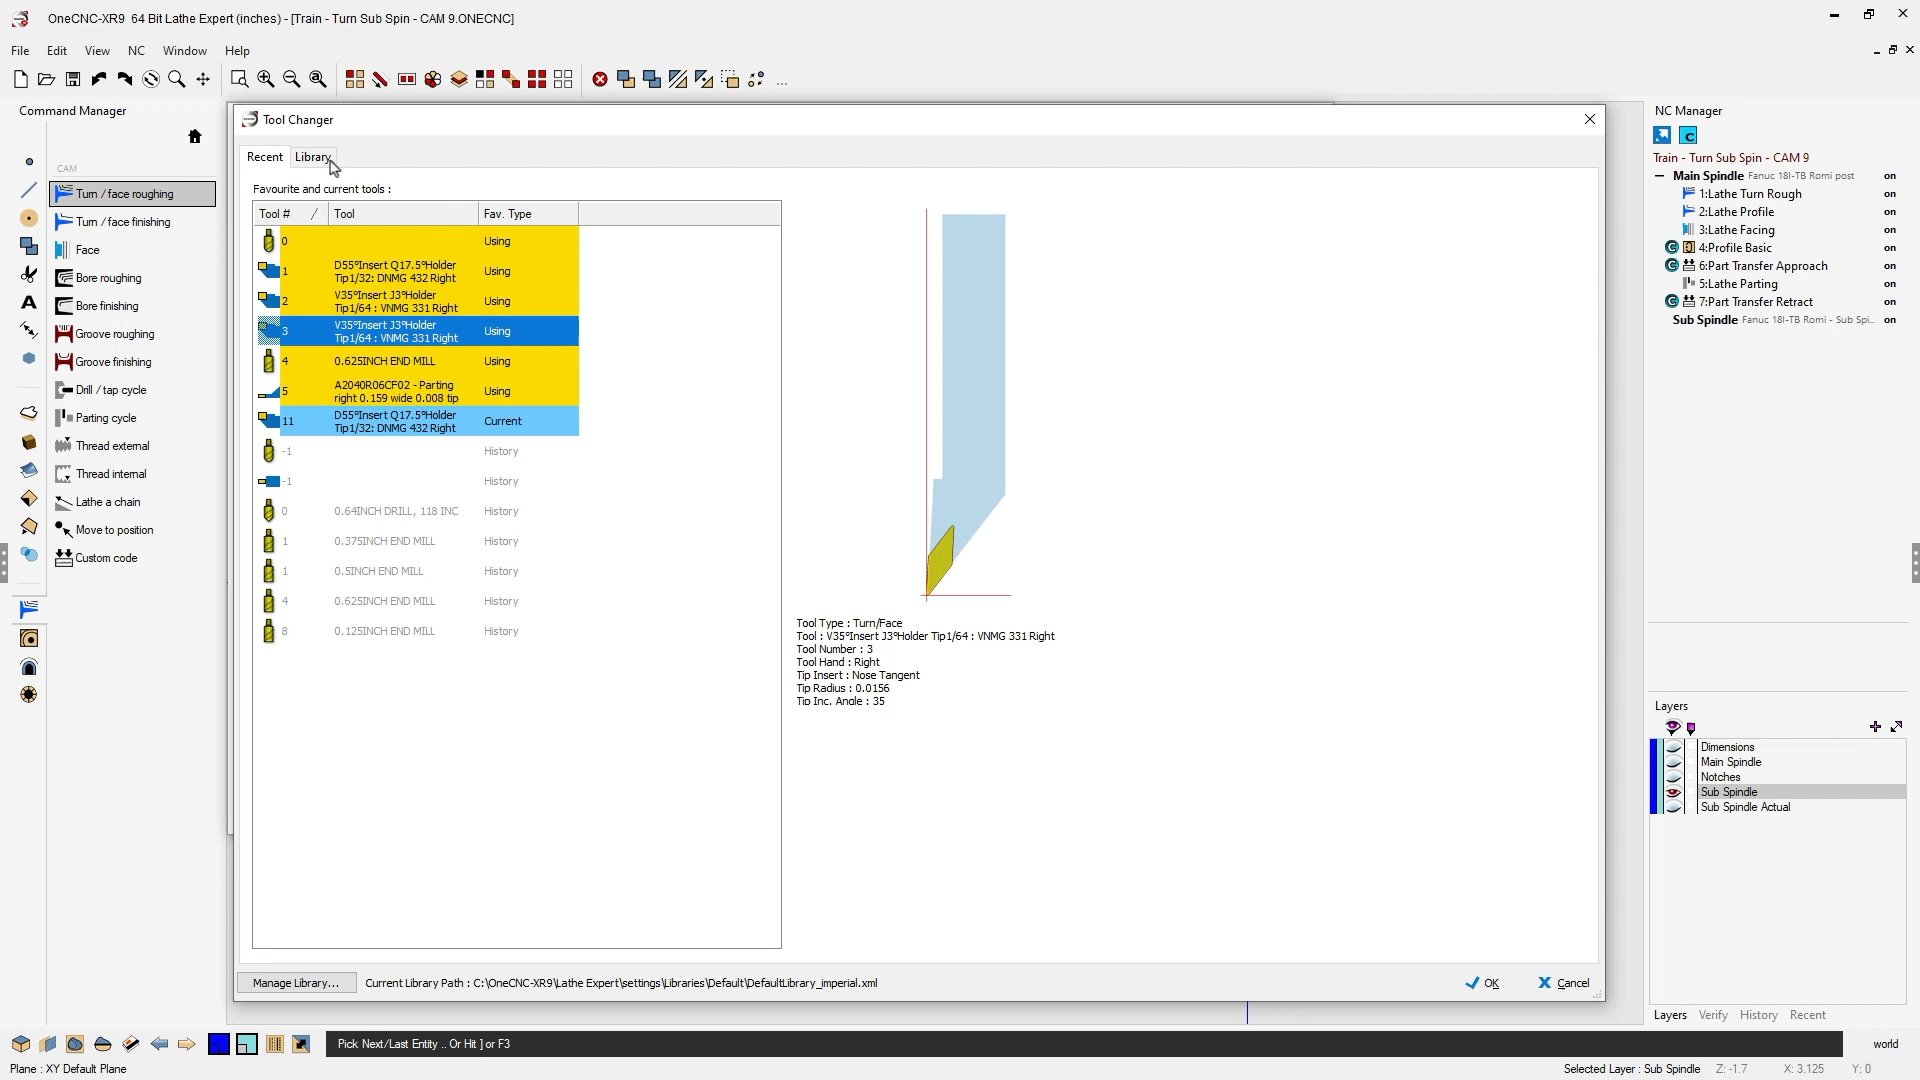 OneCNC-XR9 64 Bit Lathe Expert (inches) - [Train - Turn Sub Spin - CAM 9.ONECNC]
File Edit View NC Window Help
Command Manager
CAM
Turn / face roughing
Turn / face finishing
Face
Bore roughing
Bore finishing
Groove roughing
Groove finishing
Drill / tap cycle
Parting cycle
Thread external
Thread internal
Lathe a chain
Move to position
Custom code
Tool Changer
Recent Library
Favourite and current tools :
Tool # / Tool Fav. Type
0 Using
1 D55°Insert Q17.5°Holder Using
Tip1/32: DNMG 432 Right
2 V35°Insert J3°Holder Using
Tip1/64 : VNMG 331 Right
3 V35°Insert J3°Holder Using
Tip1/64 : VNMG 331 Right
4 0.625INCH END MILL Using
5 A2040R06CF02 - Parting Using
right 0.159 wide 0.008 tip
11 D55°Insert Q17.5°Holder Current
Tip1/32: DNMG 432 Right
-1 History
-1 History
0 0.64INCH DRILL, 118 INC History
1 0.375INCH END MILL History
1 0.5INCH END MILL History
4 0.625INCH END MILL History
8 0.125INCH END MILL History
Tool Type : Turn/Face
Tool : V35°Insert J3°Holder Tip1/64 : VNMG 331 Right
Tool Number : 3
Tool Hand : Right
Tip Insert : Nose Tangent
Tip Radius : 0.0156
Tip Inc. Angle : 35
Manage Library... Current Library Path : C:\OneCNC-XR9\Lathe Expert\settings\Libraries\Default\DefaultLibrary_imperial.xml
OK Cancel
NC Manager
Train - Turn Sub Spin - CAM 9
Main Spindle Fanuc 18I-TB Romi post on
1:Lathe Turn Rough on
2:Lathe Profile on
3:Lathe Facing on
4:Profile Basic on
6:Part Transfer Approach on
5:Lathe Parting on
7:Part Transfer Retract on
Sub Spindle Fanuc 18I-TB Romi - Sub Spi... on
Layers
Dimensions
Main Spindle
Notches
Sub Spindle
Sub Spindle Actual
Layers Verify History Recent
Pick Next/Last Entity .. Or Hit ] or F3
world
Plane : XY Default Plane
Selected Layer : Sub Spindle Z: -1.7 X: 3.125 Y: 0